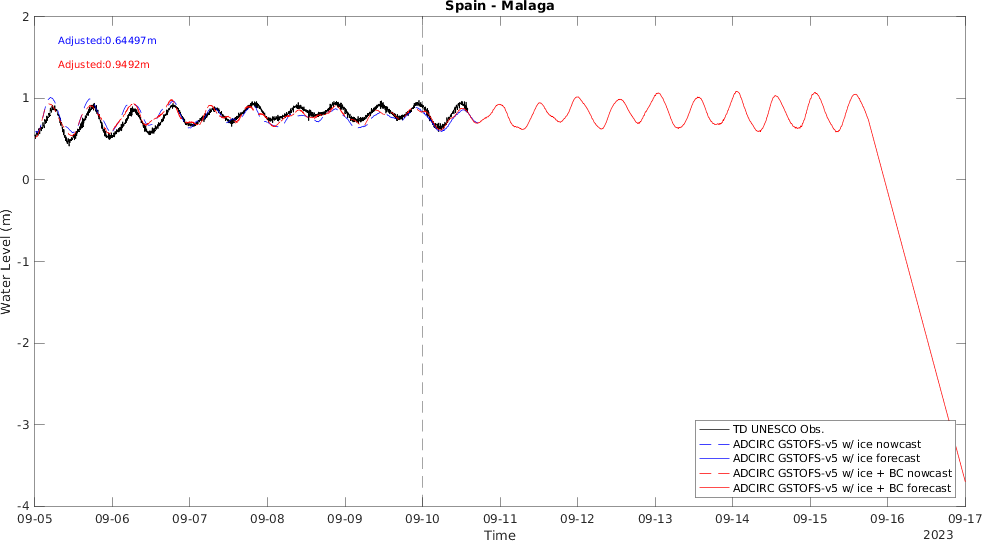 Spain - Malaga
Adjusted:0.64497m
Adjusted:0.9492m
Water Level (m)
2
1
0
-1
-2
-3
-4
TD UNESCO Obs.
ADCIRC GSTOFS-v5 w/ ice nowcast
ADCIRC GSTOFS-v5 w/ ice forecast
ADCIRC GSTOFS-v5 w/ ice + BC nowcast
ADCIRC GSTOFS-v5 w/ ice + BC forecast
09-05 09-06 09-07 09-08 09-09 09-10 09-11 09-12 09-13 09-14 09-15 09-16 09-17
Time
2023